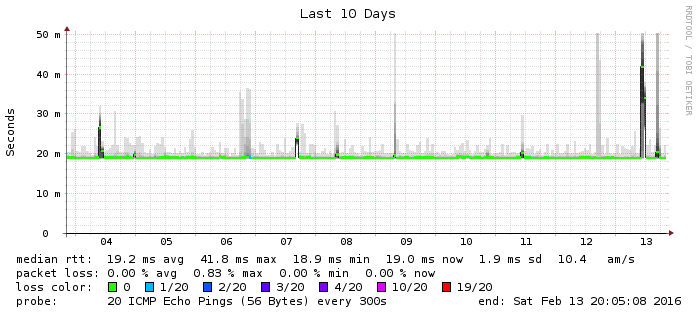 Last 10 Days
RRDTOOL / TOBI OETIKER
Seconds
50 m
40 m
30 m
20 m
10 m
0
04 05 06 07 08 09 10 11 12 13
median rtt: 19.2 ms avg 41.8 ms max 18.9 ms min 19.0 ms now 1.9 ms sd 10.4 am/s
packet loss: 0.00 % avg 0.83 % max 0.00 % min 0.00 % now
loss color: 0 1/20 2/20 3/20 4/20 10/20 19/20
probe: 20 ICMP Echo Pings (56 Bytes) every 300s end: Sat Feb 13 20:05:08 2016